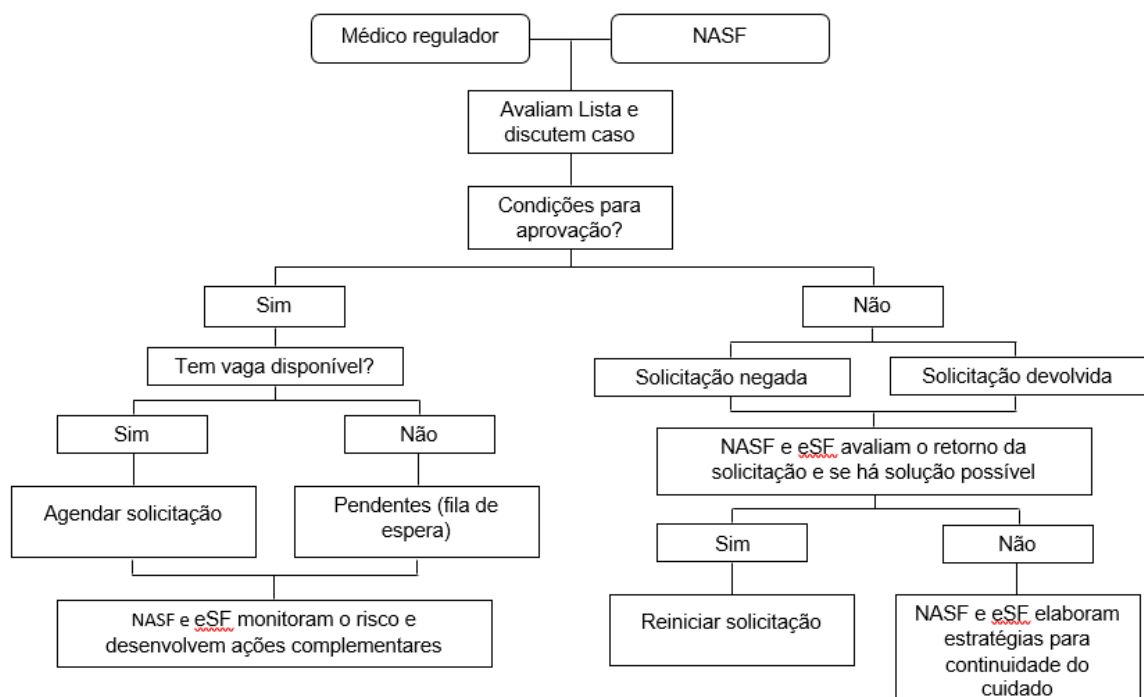 Médico regulador
NASF
Avaliam Lista e
discutem caso
Condições para
aprovação?
Sim
Não
Tem vaga disponível?
Solicitação negada
Solicitação devolvida
Sim
Não
NASF e eSF avaliam o retorno da
solicitação e se há solução possível
Agendar solicitação
Pendentes (fila de
espera)
Sim
Não
NASF e eSF monitoram o risco e
desenvolvem ações complementares
Reiniciar solicitação
NASF e eSF elaboram
estratégias para
continuidade do
cuidado